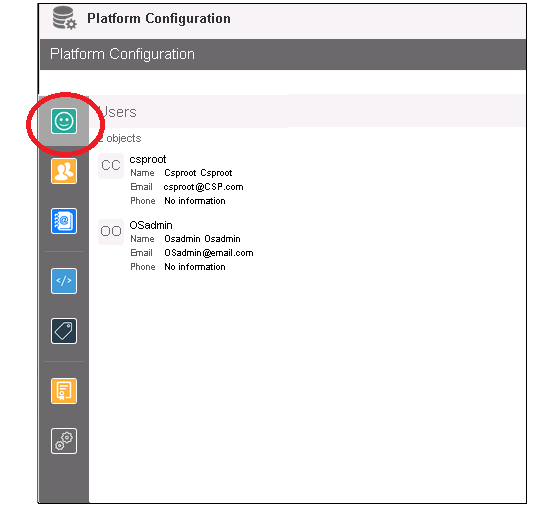 Platform Configuration
Platform Configuration
Users
2 objects
CC csproot
Name Csproot Csproot
Email csproot@CSP.com
Phone No information
OO OSadmin
Name Osadmin Osadmin
Email OSadmin@email.com
Phone No information